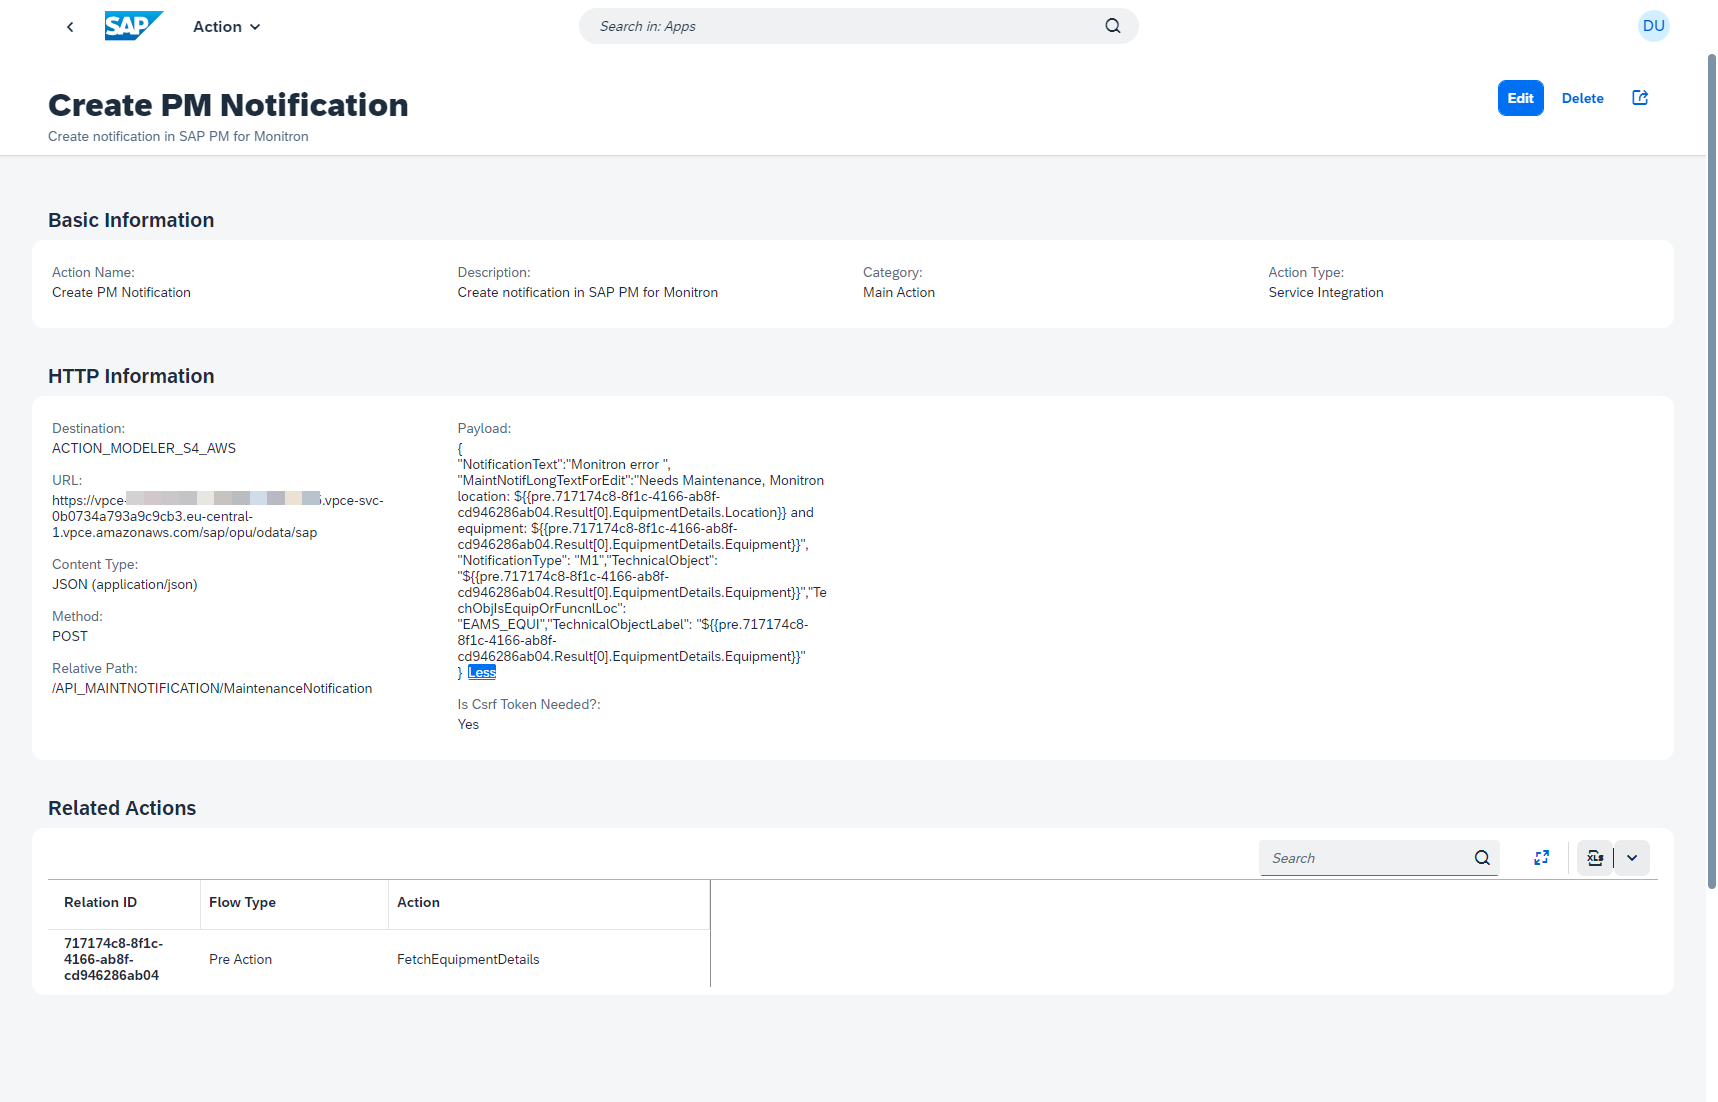 SAP Action
Search in: Apps
DU
Create PM Notification
Edit Delete
Create notification in SAP PM for Monitron
Basic Information
Action Name:
Create PM Notification
Description:
Create notification in SAP PM for Monitron
Category:
Main Action
Action Type:
Service Integration
HTTP Information
Destination:
ACTION_MODELER_S4_AWS
URL:
https://vpce- .vpce-svc-
0b0734a793a9c9cb3.eu-central-
1.vpce.amazonaws.com/sap/opu/odata/sap
Content Type:
JSON (application/json)
Method:
POST
Relative Path:
/API_MAINTNOTIFICATION/MaintenanceNotification
Payload:
{
"NotificationText":"Monitron error ",
"MaintNotifLongTextForEdit":"Needs Maintenance, Monitron
location: ${{pre.717174c8-8f1c-4166-ab8f-
cd946286ab04.Result[0].EquipmentDetails.Location}} and
equipment: ${{pre.717174c8-8f1c-4166-ab8f-
cd946286ab04.Result[0].EquipmentDetails.Equipment}}",
"NotificationType": "M1","TechnicalObject":
"${{pre.717174c8-8f1c-4166-ab8f-
cd946286ab04.Result[0].EquipmentDetails.Equipment}}","Te
chObjIsEquipOrFuncnlLoc":
"EAMS_EQUI","TechnicalObjectLabel": "${{pre.717174c8-
8f1c-4166-ab8f-
cd946286ab04.Result[0].EquipmentDetails.Equipment}}"
} Less
Is Csrf Token Needed?:
Yes
Related Actions
Search
XLS
Relation ID Flow Type Action
717174c8-8f1c-
4166-ab8f-
cd946286ab04
Pre Action
FetchEquipmentDetails